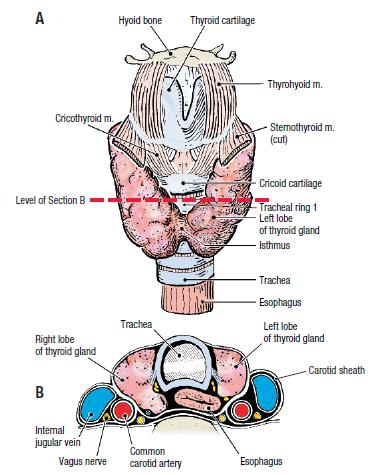 A
Hyoid bone
Thyroid cartilage
Thyrohyoid m.
Cricothyroid m.
Sternothyroid m.
(cut)
Cricoid cartilage
Level of Section B
Tracheal ring 1
Left lobe
of thyroid gland
Isthmus
Trachea
Esophagus
Trachea
Right lobe
of thyroid gland
Left lobe
of thyroid gland
Carotid sheath
B
Internal
jugular vein
Vagus nerve
Common
carotid artery
Esophagus